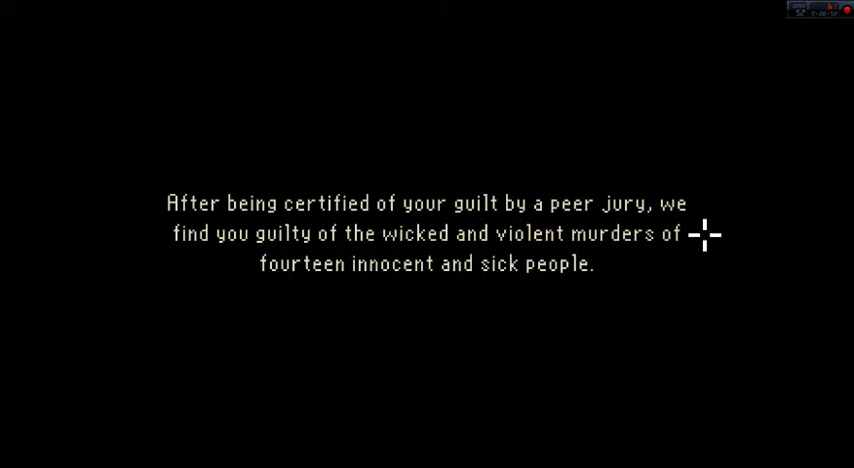 After being certified of your guilt by a peer jury, we
find you guilty of the wicked and violent murders of
fourteen innocent and sick people.